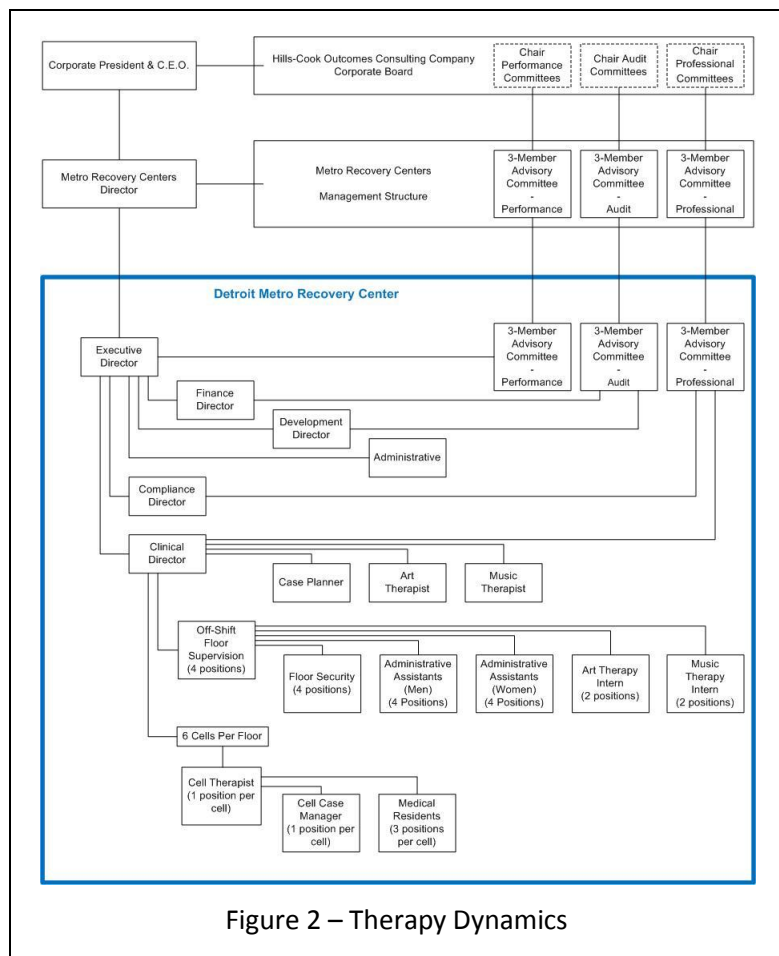 Corporate President & C.E.O.
Hills-Cook Outcomes Consulting Company
Corporate Board
Chair
Performance
Committees
Chair Audit
Committees
Chair
Professional
Committees
Metro Recovery Centers
Director
Metro Recovery Centers
Management Structure
3-Member
Advisory
Committee
-
Performance
3-Member
Advisory
Committee
-
Audit
3-Member
Advisory
Committee
-
Professional
Detroit Metro Recovery Center
Executive
Director
3-Member
Advisory
Committee
-
Performance
3-Member
Advisory
Committee
-
Audit
3-Member
Advisory
Committee
-
Professional
Finance
Director
Development
Director
Administrative
Compliance
Director
Clinical
Director
Case Planner
Art
Therapist
Music
Therapist
Off-Shift
Floor
Supervision
(4 positions)
Floor Security
(4 positions)
Administrative
Assistants
(Men)
(4 Positions)
Administrative
Assistants
(Women)
(4 Positions)
Art Therapy
Intern
(2 positions)
Music
Therapy
Intern
(2 positions)
6 Cells Per Floor
Cell Therapist
(1 position per
cell)
Cell Case
Manager
(1 position per
cell)
Medical
Residents
(3 positions
per cell)
Figure 2 – Therapy Dynamics